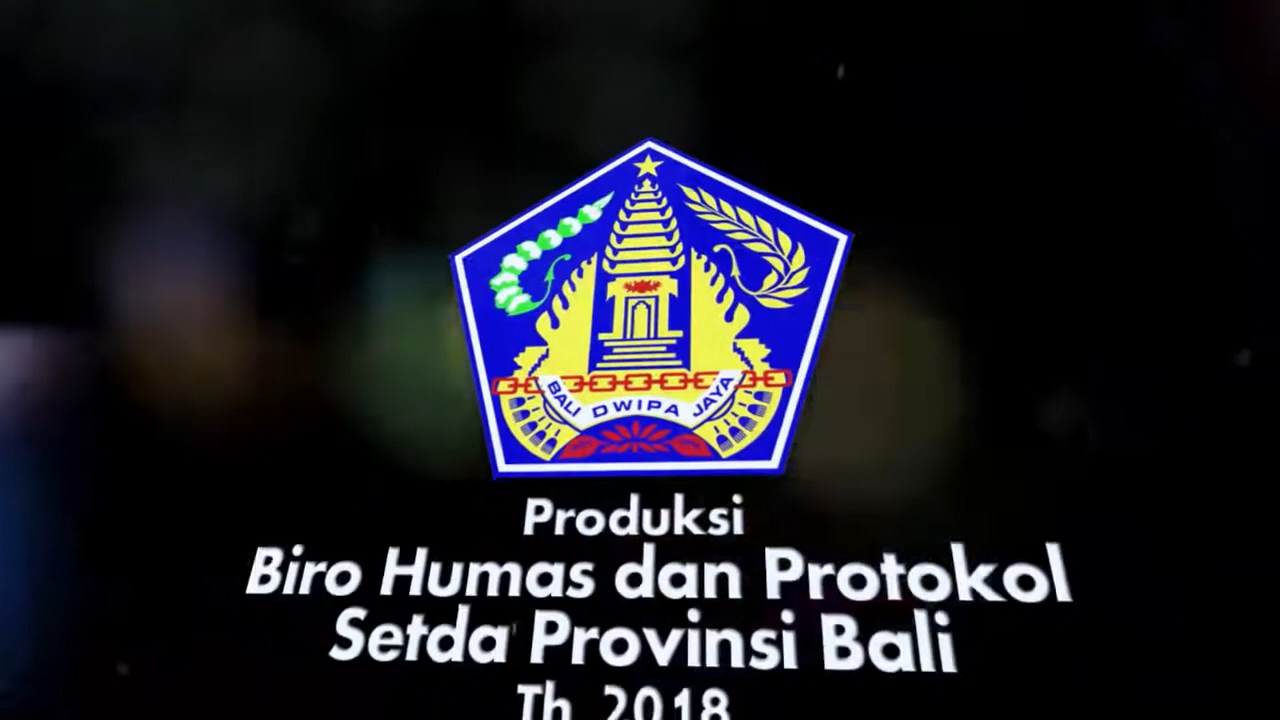 BALI DWIPA JAYA
Produksi
Biro Humas dan Protokol
Setda Provinsi Bali
Th 2018